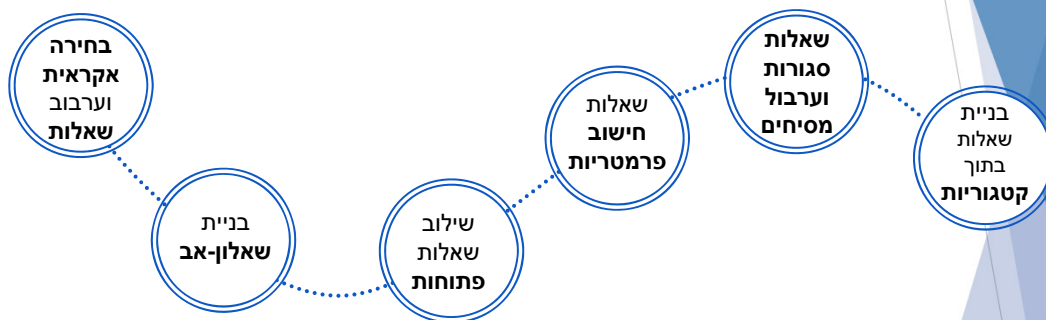 בניית
שאלות
בתוך
קטגוריות
שאלות
סגורות
וערבול
מסיחים
שאלות
חישוב
פרמטריות
שילוב
שאלות
פתוחות
בניית
שאלון-אב
בחירה
אקראית
וערבוב
שאלות